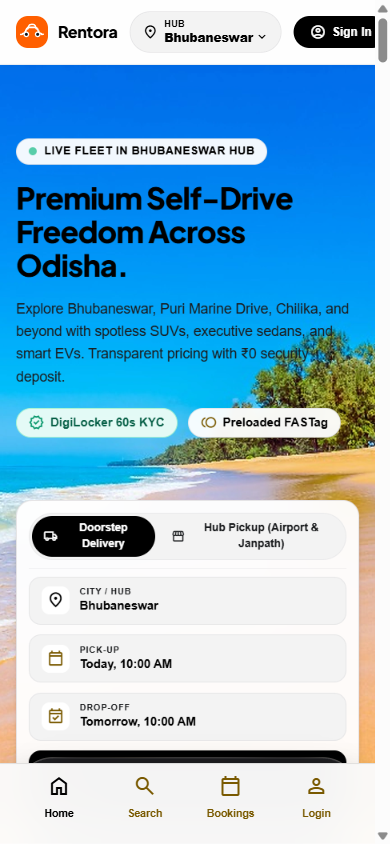 Rentora
HUB
Bhubaneswar
Sign In
LIVE FLEET IN BHUBANESWAR HUB
Premium Self-Drive
Freedom Across
Odisha.
Explore Bhubaneswar, Puri Marine Drive, Chilika, and
beyond with spotless SUVs, executive sedans, and
smart EVs. Transparent pricing with ₹0 security
deposit.
DigiLocker 60s KYC
Preloaded FASTag
Doorstep
Delivery
Hub Pickup (Airport &
Janpath)
CITY / HUB
Bhubaneswar
PICK-UP
Today, 10:00 AM
DROP-OFF
Tomorrow, 10:00 AM
Home
Search
Bookings
Login